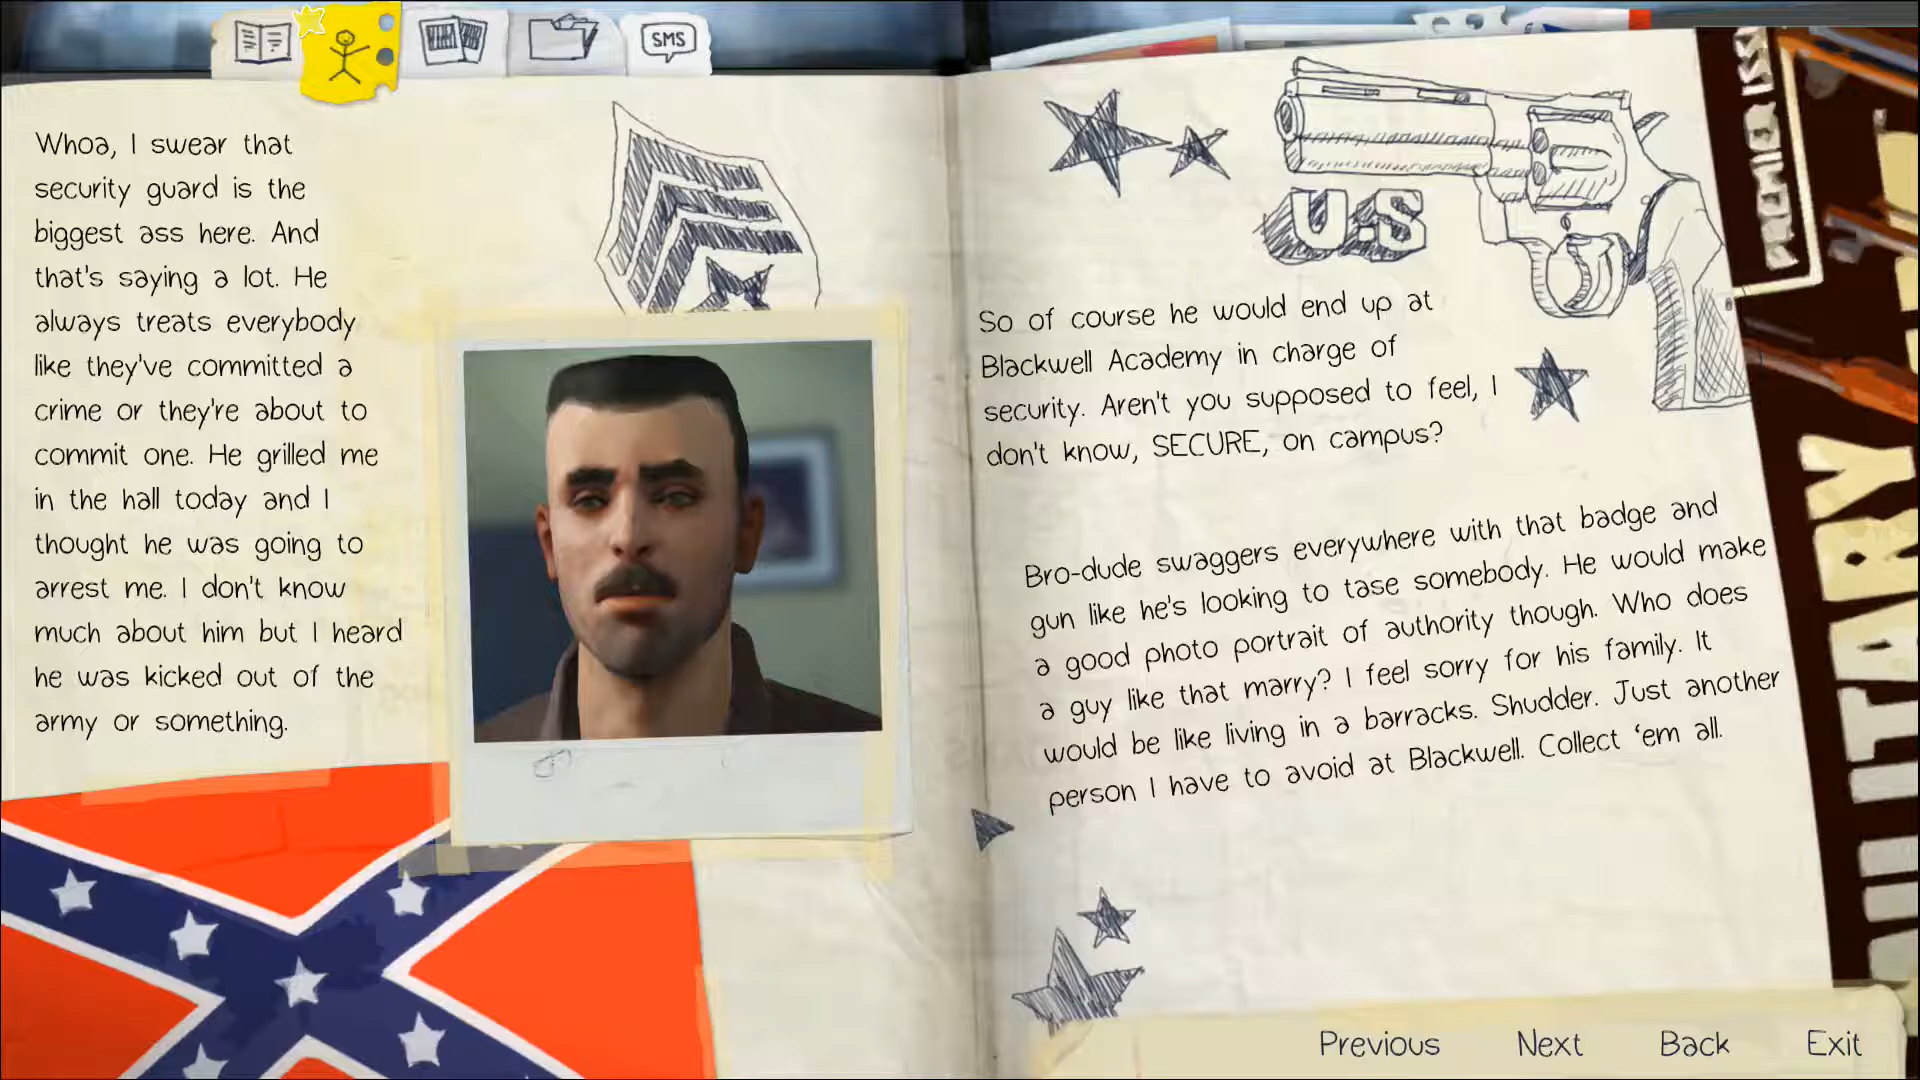 SMS
Whoa, I swear that
security guard is the
biggest ass here. And
that's saying a lot. He
always treats everybody
like they've committed a
crime or they're about to
commit one. He grilled me
in the hall today and I
thought he was going to
arrest me. I don't know
much about him but I heard
he was kicked out of the
army or something.
U.S
So of course he would end up at
Blackwell Academy in charge of
security. Aren't you supposed to feel, I
don't know, SECURE, on campus?
Bro-dude swaggers everywhere with that badge and
gun like he's looking to tase somebody. He would make
a good photo portrait of authority though. Who does
a guy like that marry? I feel sorry for his family. It
would be like living in a barracks. Shudder. Just another
person I have to avoid at Blackwell. Collect ‘em all.
Previous Next Back Exit